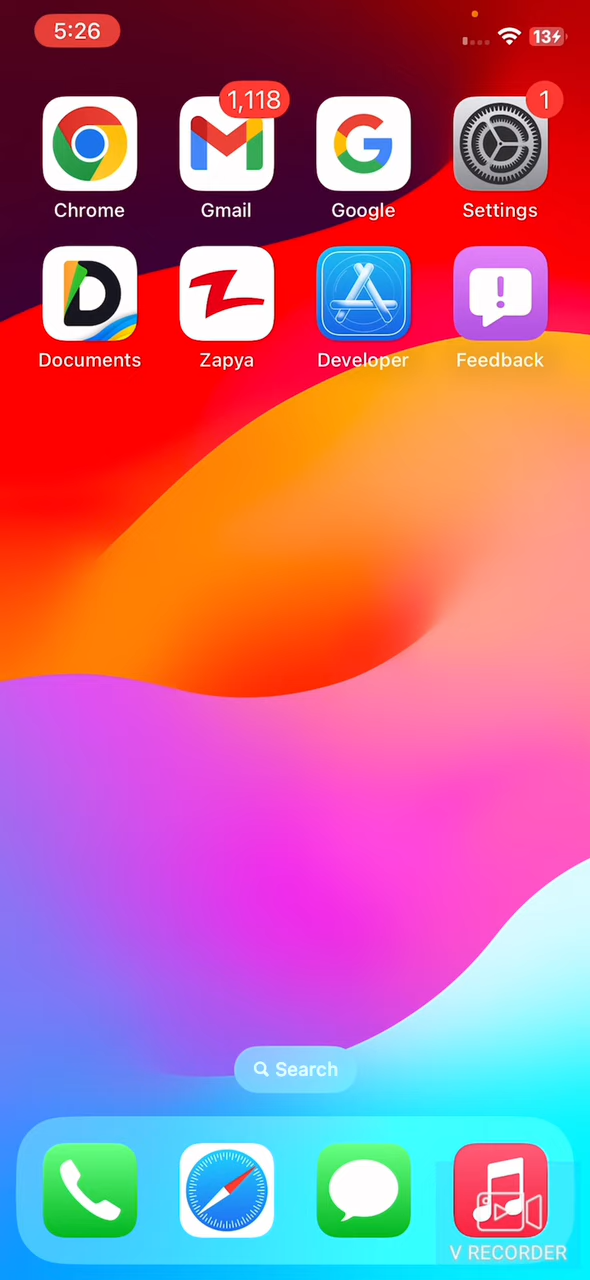 5:26
13
1,118
1
Chrome
Gmail
Google
Settings
Documents
Zapya
Developer
Feedback
Search
V RECORDER